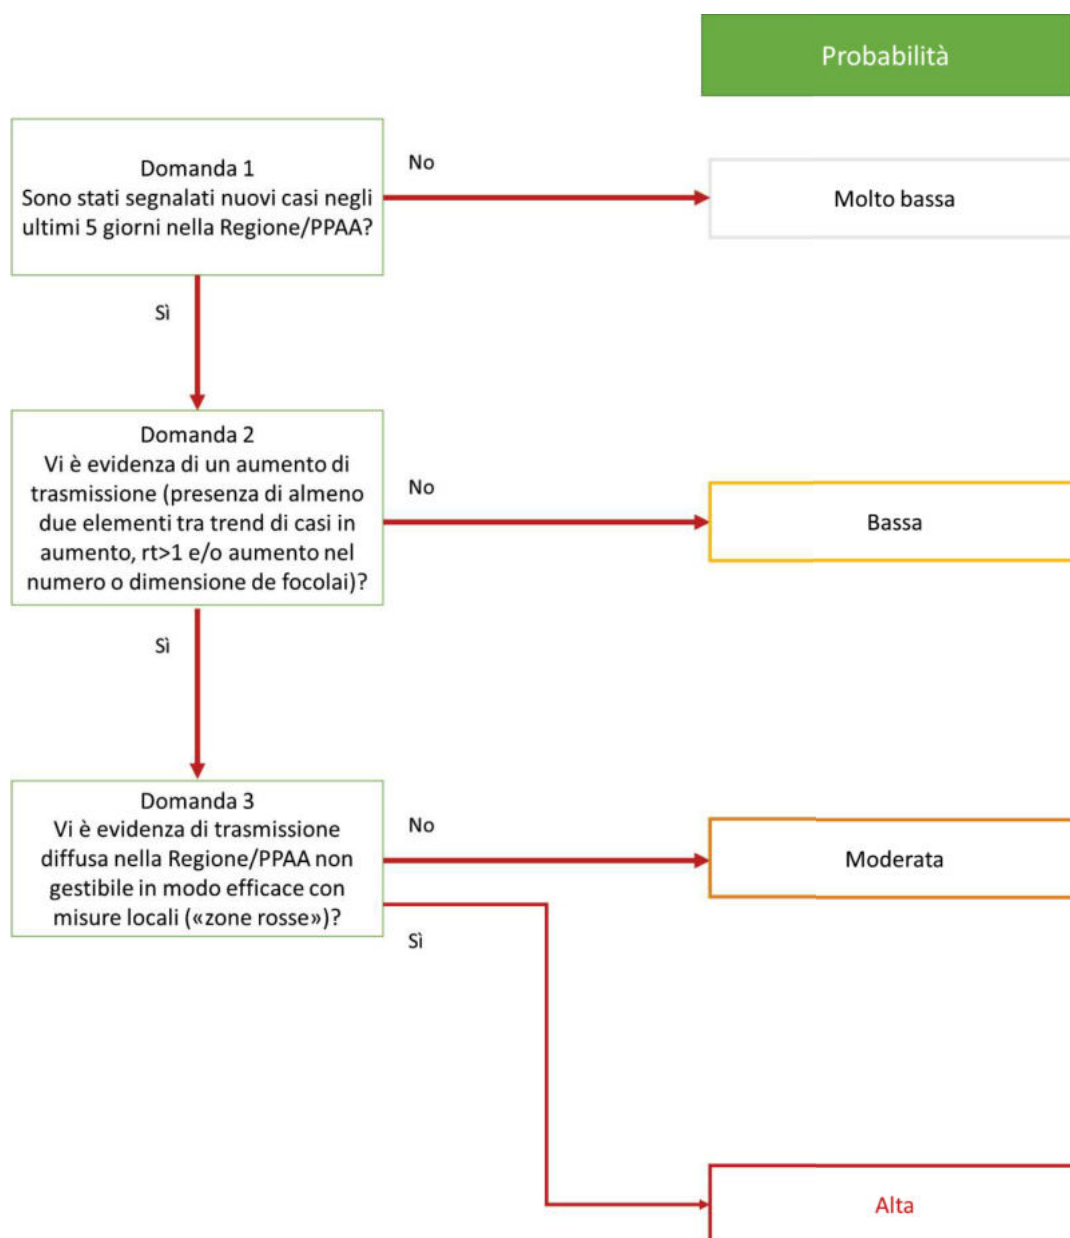 Probabilità
Domanda 1
Sono stati segnalati nuovi casi negli
ultimi 5 giorni nella Regione/PPAA?
No
Molto bassa
Sì
Domanda 2
Vi è evidenza di un aumento di
trasmissione (presenza di almeno
due elementi tra trend di casi in
aumento, rt>1 e/o aumento nel
numero o dimensione de focolai)?
No
Bassa
Sì
Domanda 3
Vi è evidenza di trasmissione
diffusa nella Regione/PPAA non
gestibile in modo efficace con
misure locali («zone rosse»)?
No
Moderata
Sì
Alta